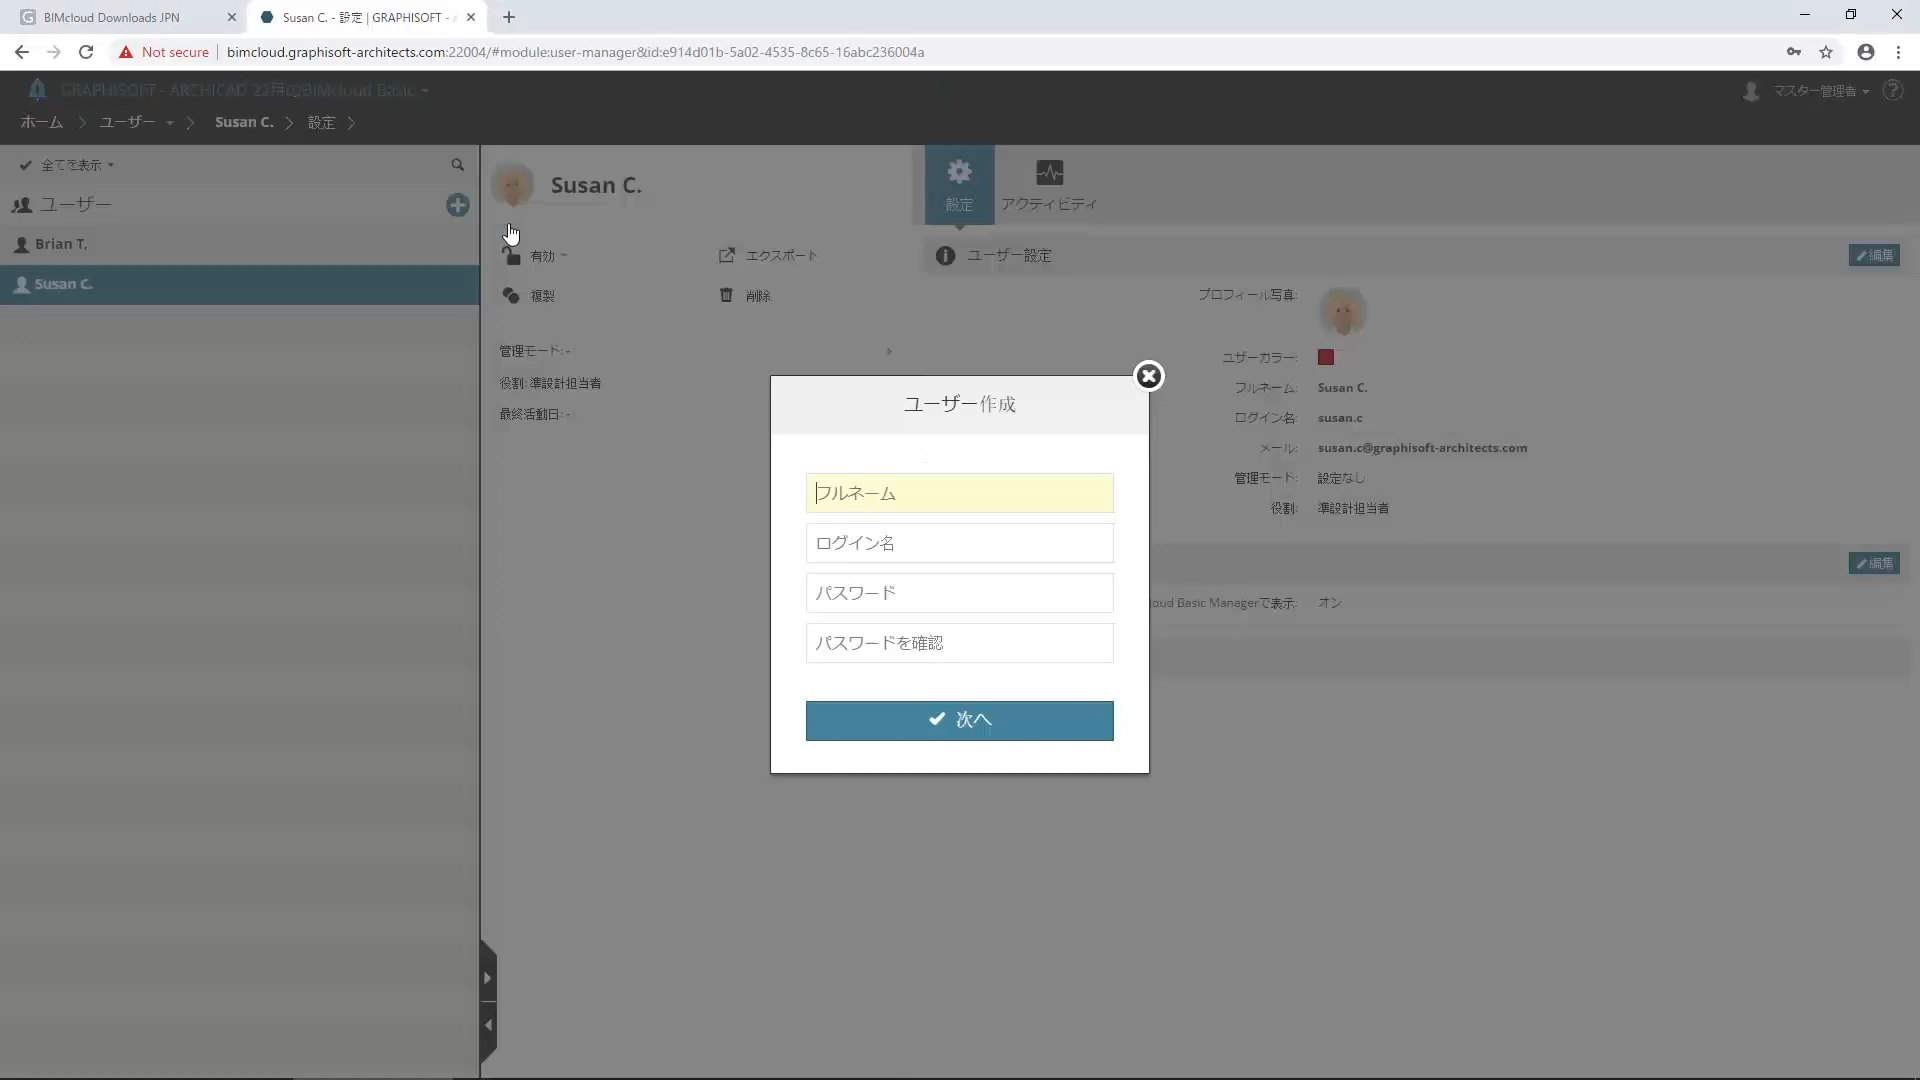 BIMcloud Downloads JPN
Susan C. - 設定 | GRAPHISOFT -
Not secure
bimcloud.graphisoft-architects.com:22004/#module:user-manager&id:e914d01b-5a02-4535-8c65-16abc236004a
GRAPHISOFT - ARCHICAD 22用のBIMcloud Basic
マスター管理者
ホーム
ユーザー
Susan C.
設定
全てを表示
ユーザー
Brian T.
Susan C.
Susan C.
有効
エクスポート
複製
削除
管理モード: -
役割: 準設計担当者
最終活動日: -
設定
アクティビティ
ユーザー設定
編集
プロフィール写真:
ユザーカラー:
フルネーム: Susan C.
ログイン名: susan.c
メール: susan.c@graphisoft-architects.com
管理モード: 設定なし
役割: 準設計担当者
編集
loud Basic Managerで表示: オン
ユーザー作成
フルネーム
ログイン名
パスワード
パスワードを確認
次へ